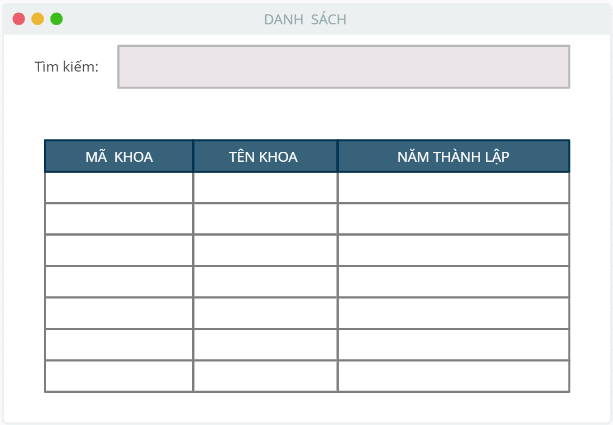 DANH SÁCH
Tìm kiếm:
MÃ KHOA TÊN KHOA NĂM THÀNH LẬP